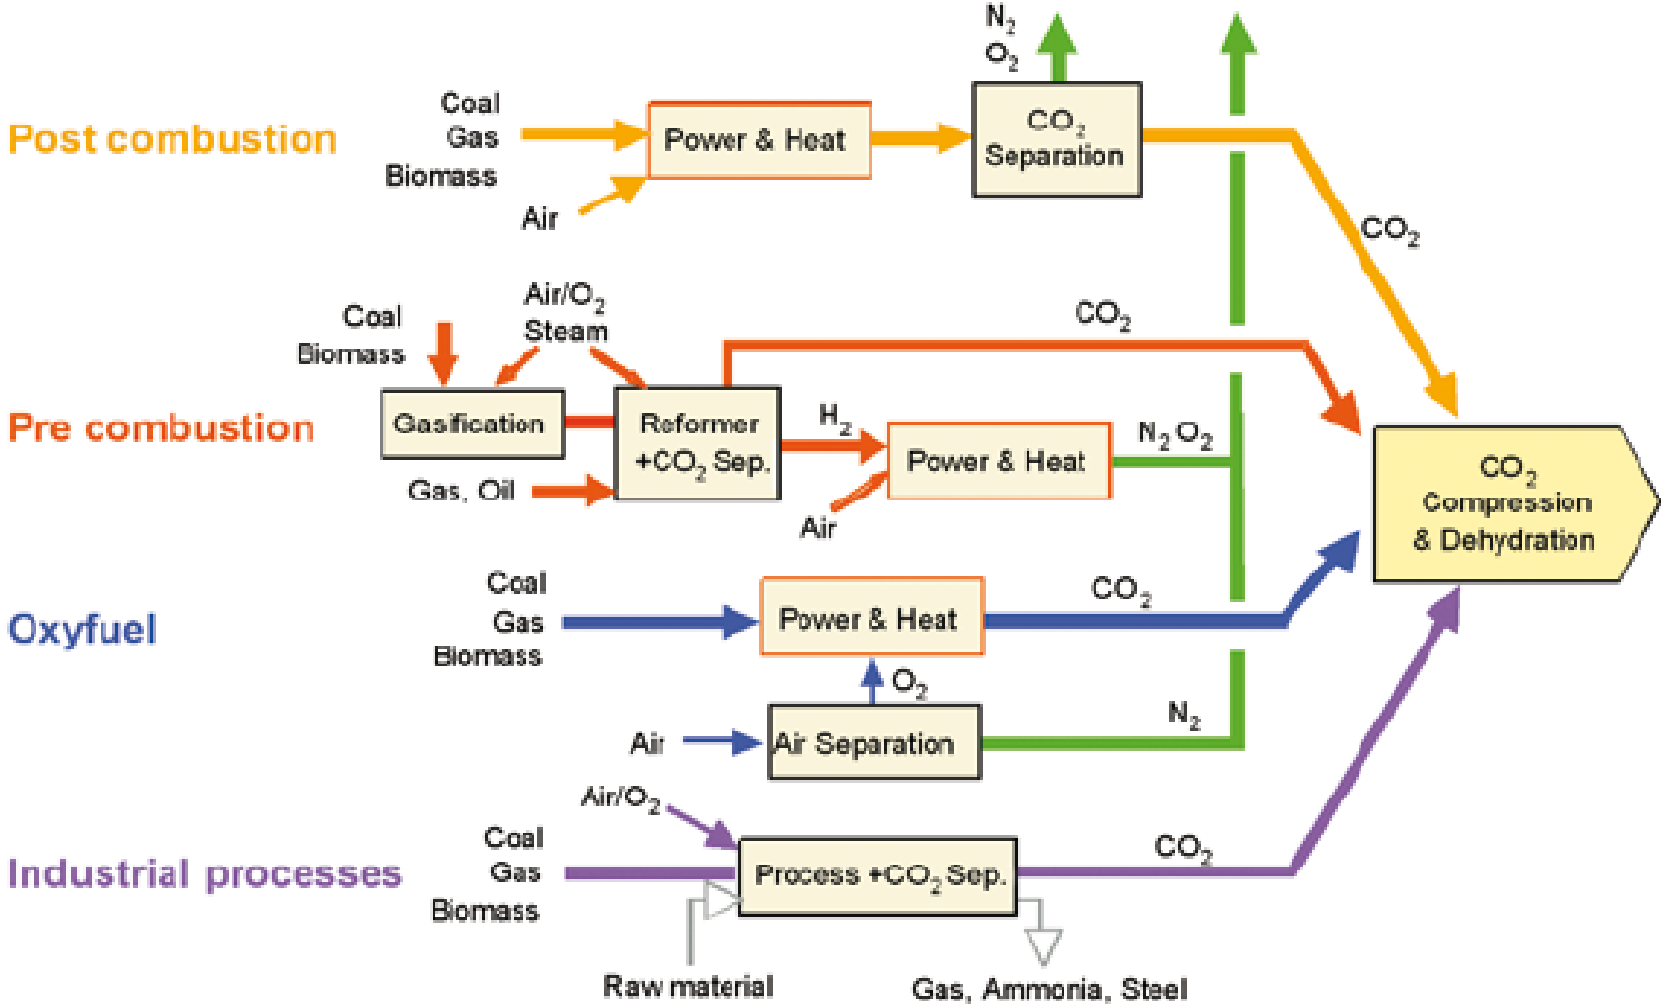 N₂
O₂
Post combustion
Coal
Gas
Biomass
Air
Power & Heat
CO₂
Separation
CO₂
Pre combustion
Coal
Biomass
Air/O₂
Steam
Gasification
Gas, Oil
Reformer
+CO₂ Sep.
CO₂
H₂
Air
Power & Heat
N₂ O₂
CO₂
Compression
& Dehydration
Oxyfuel
Coal
Gas
Biomass
Power & Heat
CO₂
O₂
Air
Air Separation
N₂
Industrial processes
Air/O₂
Coal
Gas
Biomass
Process +CO₂ Sep.
CO₂
Raw material
Gas, Ammonia, Steel